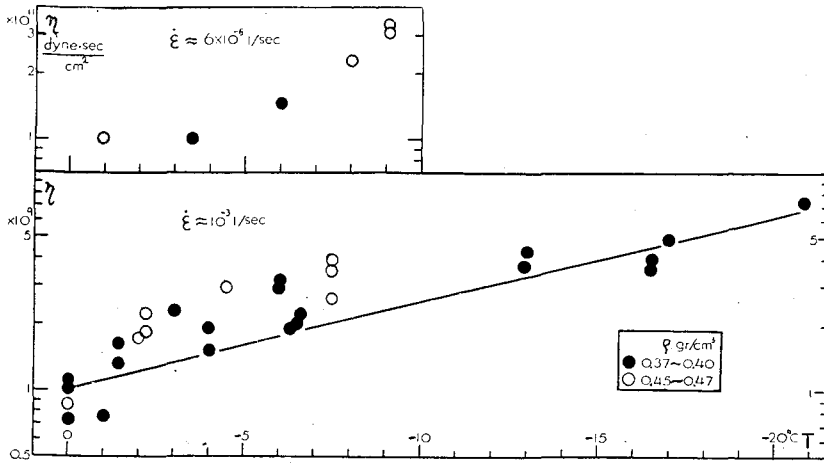 ×10¹¹ η
3
dyne·sec
cm²
2
1
ε̇ ≈ 6×10⁻⁶ 1/sec
η
×10⁹
5
1
0.5
ε̇ ≈ 10⁻³ 1/sec
5
1
ρ gr/cm³
● 0.37~0.40
○ 0.45~0.47
-5 -10 -15 -20°C T